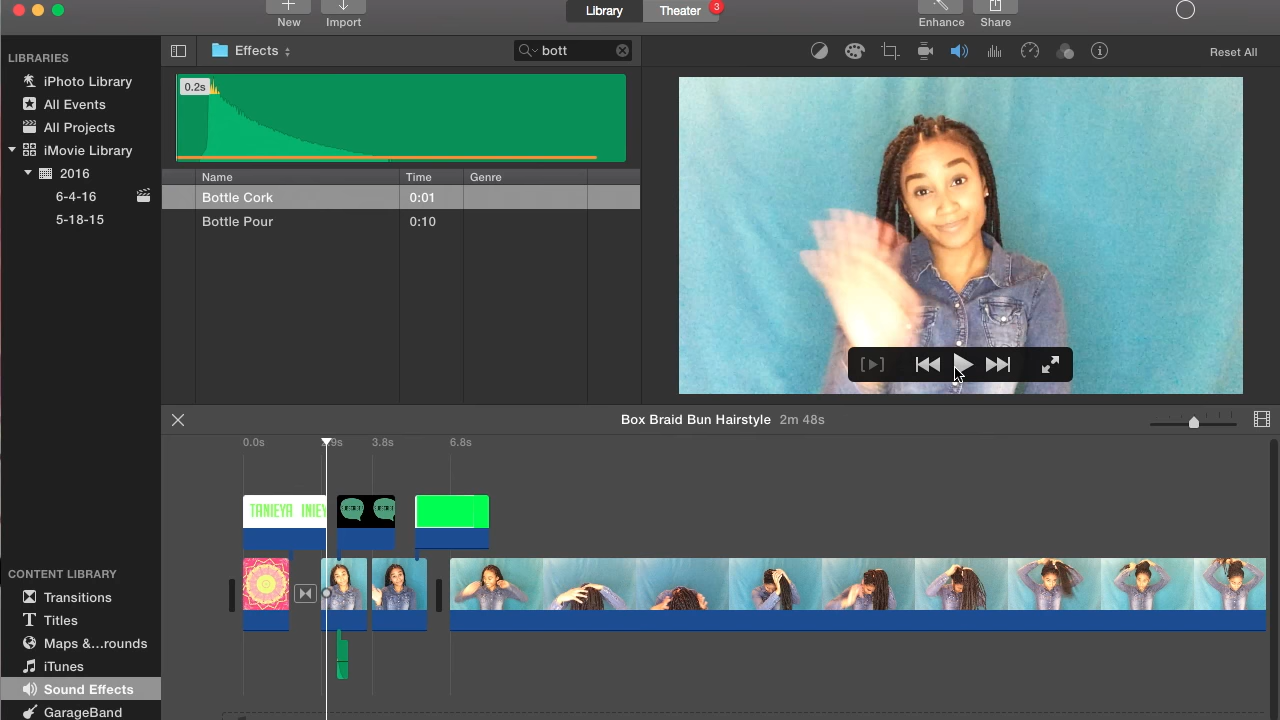 New
Import
Library
Theater
3
Enhance
Share
LIBRARIES
iPhoto Library
All Events
All Projects
iMovie Library
2016
6-4-16
5-18-15
Effects
bott
Reset All
0.2s
Name Time Genre
Bottle Cork 0:01
Bottle Pour 0:10
Box Braid Bun Hairstyle 2m 48s
0.0s
3.8s
6.8s
TANIEYA
CONTENT LIBRARY
Transitions
Titles
Maps &...rounds
iTunes
Sound Effects
GarageBand